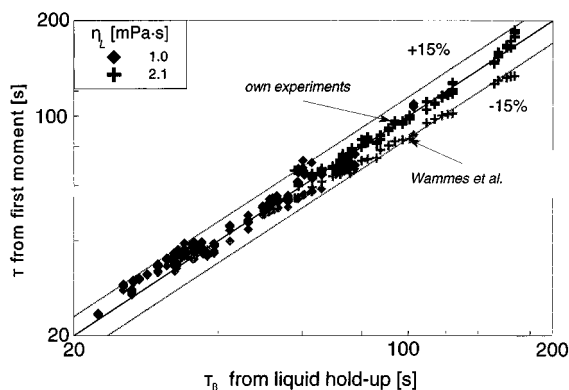 200
η_L [mPa·s]
1.0
2.1
+15%
own experiments
100
-15%
Wammes et al.
τ from first moment [s]
20
20
100
200
τ_β from liquid hold-up [s]